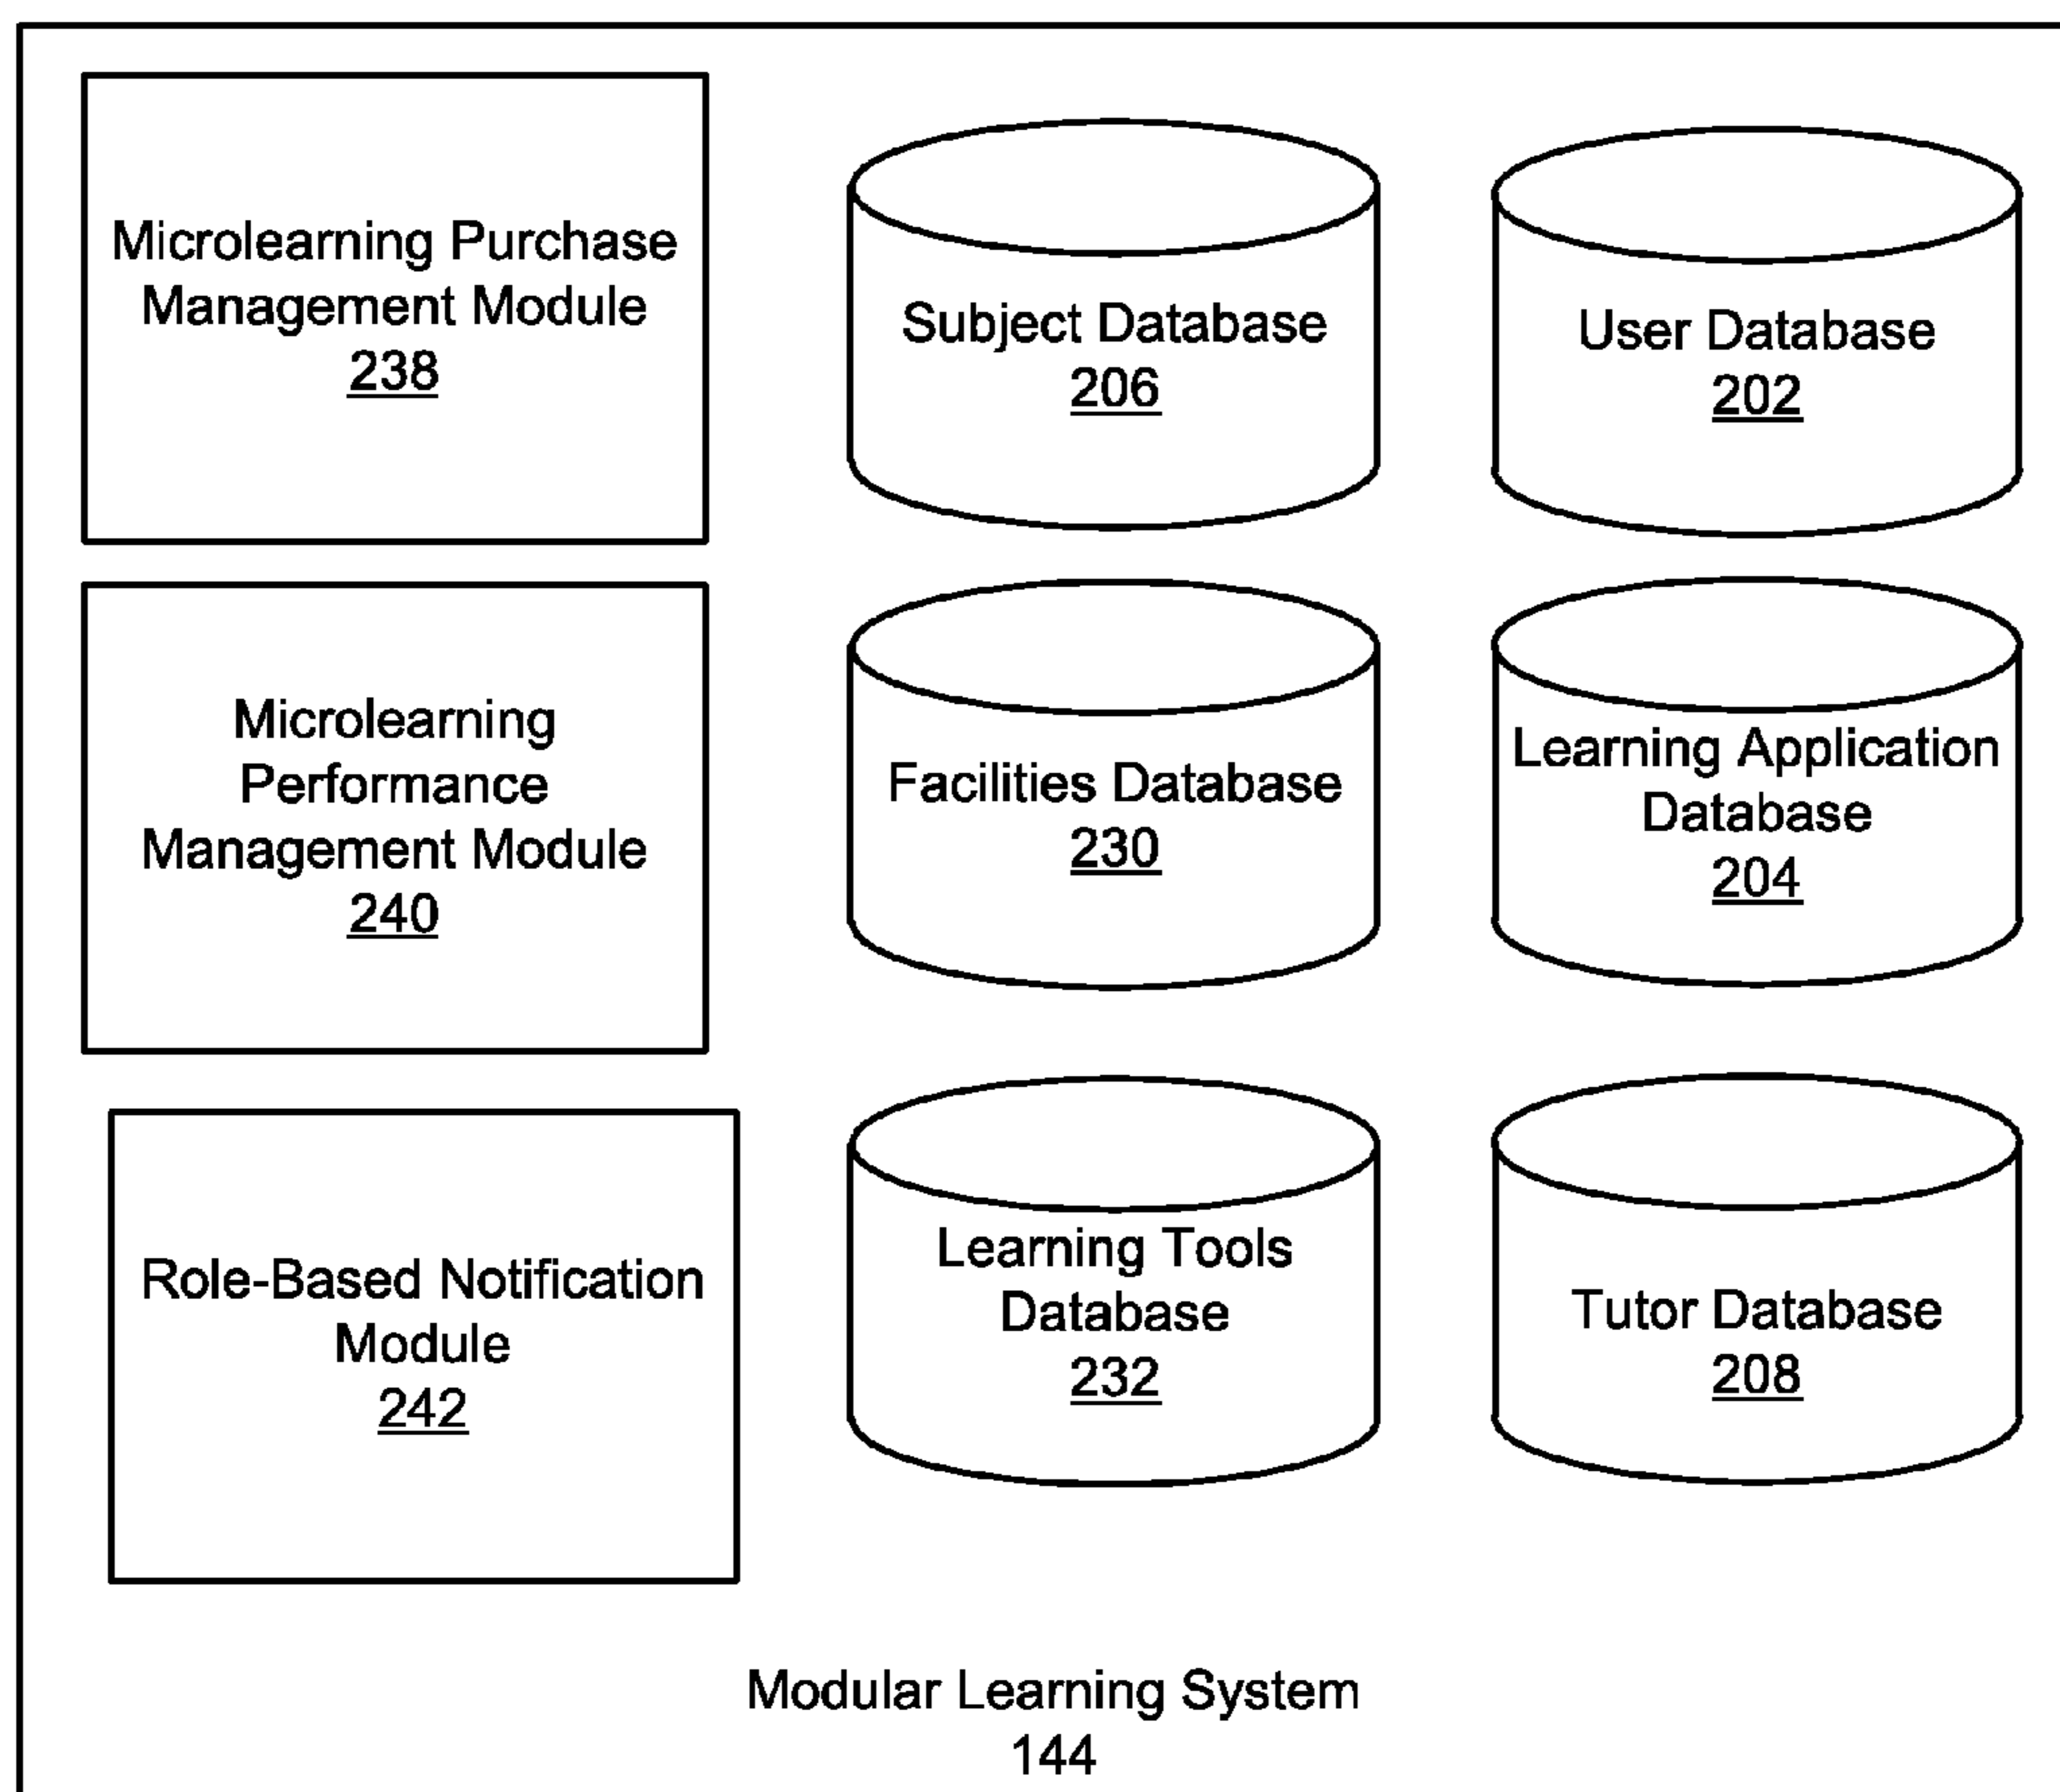 Microlearning Purchase
Management Module
238
Subject Database
206
User Database
202
Microlearning
Performance
Management Module
240
Facilities Database
230
Learning Application
Database
204
Role-Based Notification
Module
242
Learning Tools
Database
232
Tutor Database
208
Modular Learning System
144